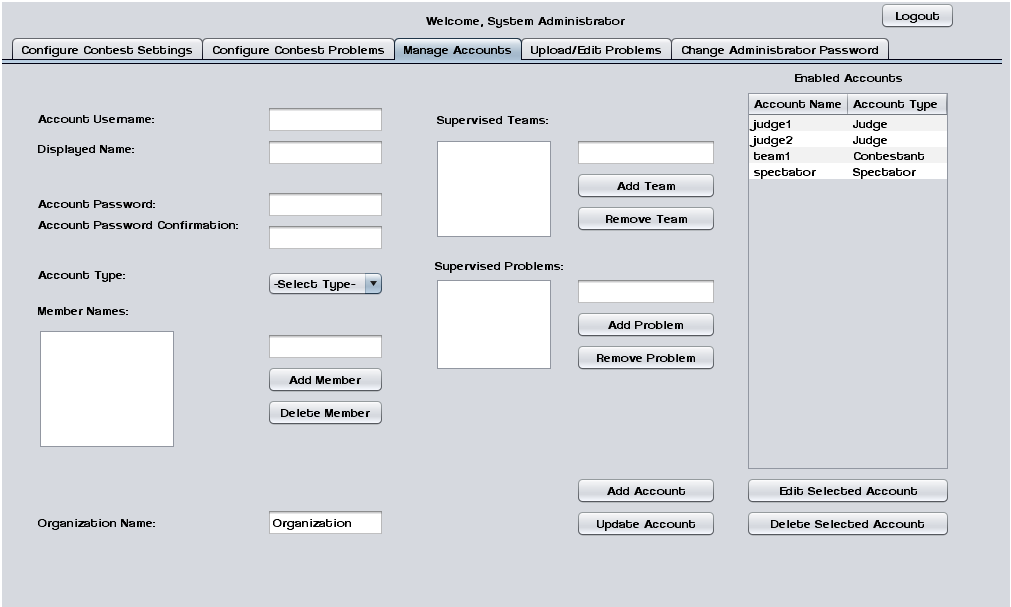 Welcome, System Administrator
Logout
Configure Contest Settings
Configure Contest Problems
Manage Accounts
Upload/Edit Problems
Change Administrator Password
Account Username:
Displayed Name:
Account Password:
Account Password Confirmation:
Account Type:
-Select Type-
Member Names:
Add Member
Delete Member
Organization Name:
Organization
Supervised Teams:
Add Team
Remove Team
Supervised Problems:
Add Problem
Remove Problem
Add Account
Update Account
Enabled Accounts
Account Name Account Type
judge1 Judge
judge2 Judge
team1 Contestant
spectator Spectator
Edit Selected Account
Delete Selected Account